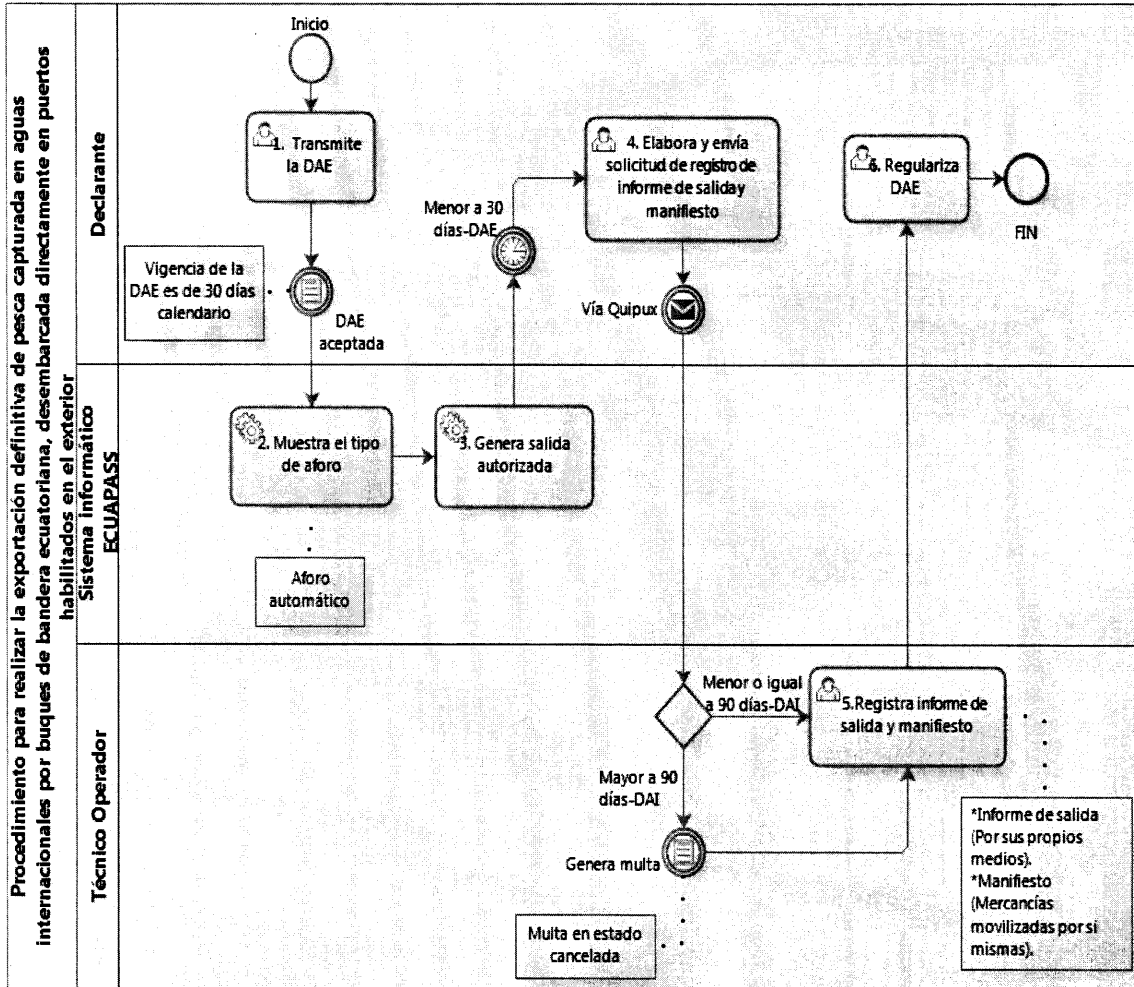 Procedimiento para realizar la exportación definitiva de pesca capturada en aguas
internacionales por buques de bandera ecuatoriana, desembarcada directamente en puertos
habilitados en el exterior
Declarante
Inicio
1. Transmite
la DAE
Vigencia de la
DAE es de 30 días
calendario
DAE
aceptada
Menor a 30
días-DAE
4. Elabora y envía
solicitud de registro de
informe de salida y
manifiesto
Vía Quipux
6. Regulariza
DAE
FIN
Sistema informático
ECUAPASS
2. Muestra el tipo
de aforo
Aforo
automático
3. Genera salida
autorizada
Técnico Operador
Menor o igual
a 90 días-DAI
Mayor a 90
días-DAI
Genera multa
Multa en estado
cancelada
5.Registra informe de
salida y manifiesto
*Informe de salida
(Por sus propios
medios).
*Manifiesto
(Mercancías
movilizadas por si
mismas).